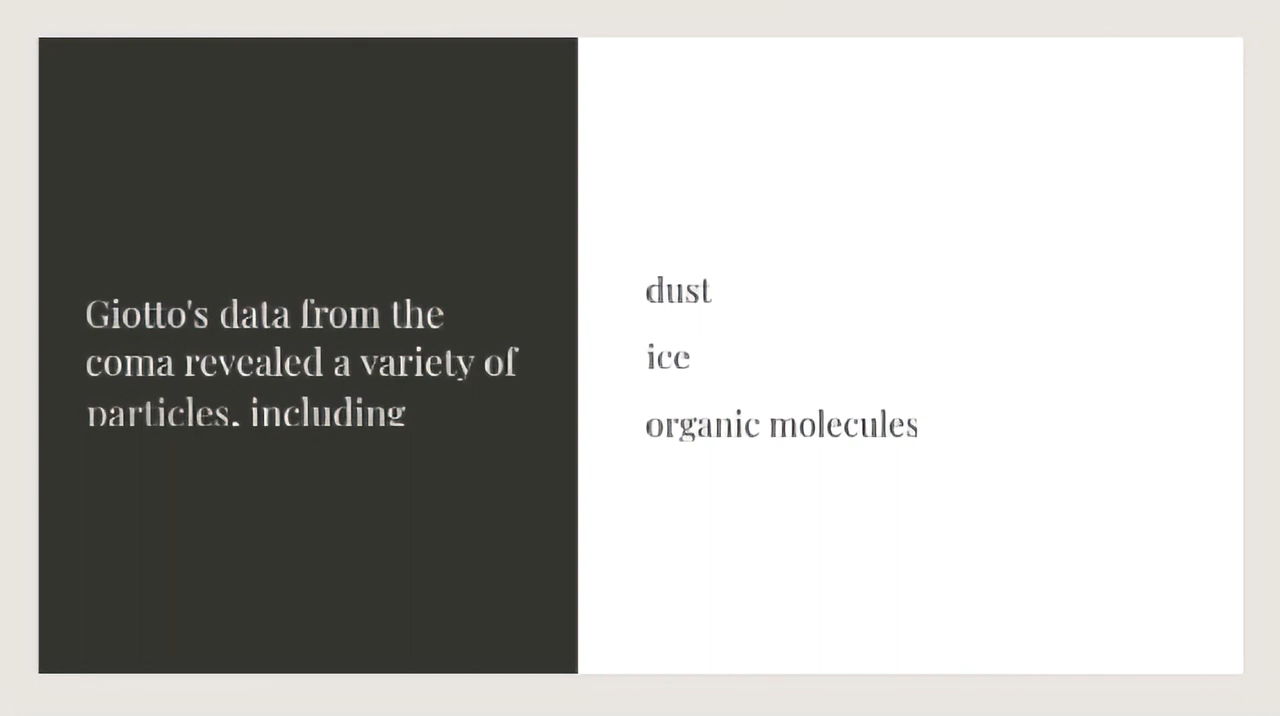 Giotto's data from the
coma revealed a variety of
particles, including
dust
ice
organic molecules